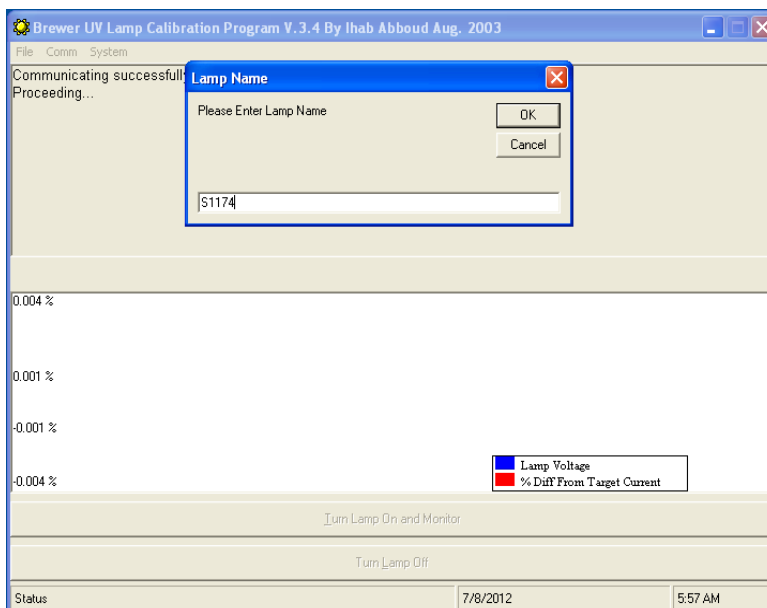 Brewer UV Lamp Calibration Program V.3.4 By Ihab Abboud Aug. 2003
File Comm System
Communicating successfull
Proceeding...
Lamp Name
Please Enter Lamp Name
OK
Cancel
S1174
0.004 %
0.001 %
-0.001 %
-0.004 %
Lamp Voltage
% Diff From Target Current
Turn Lamp On and Monitor
Turn Lamp Off
Status 7/8/2012 5:57 AM